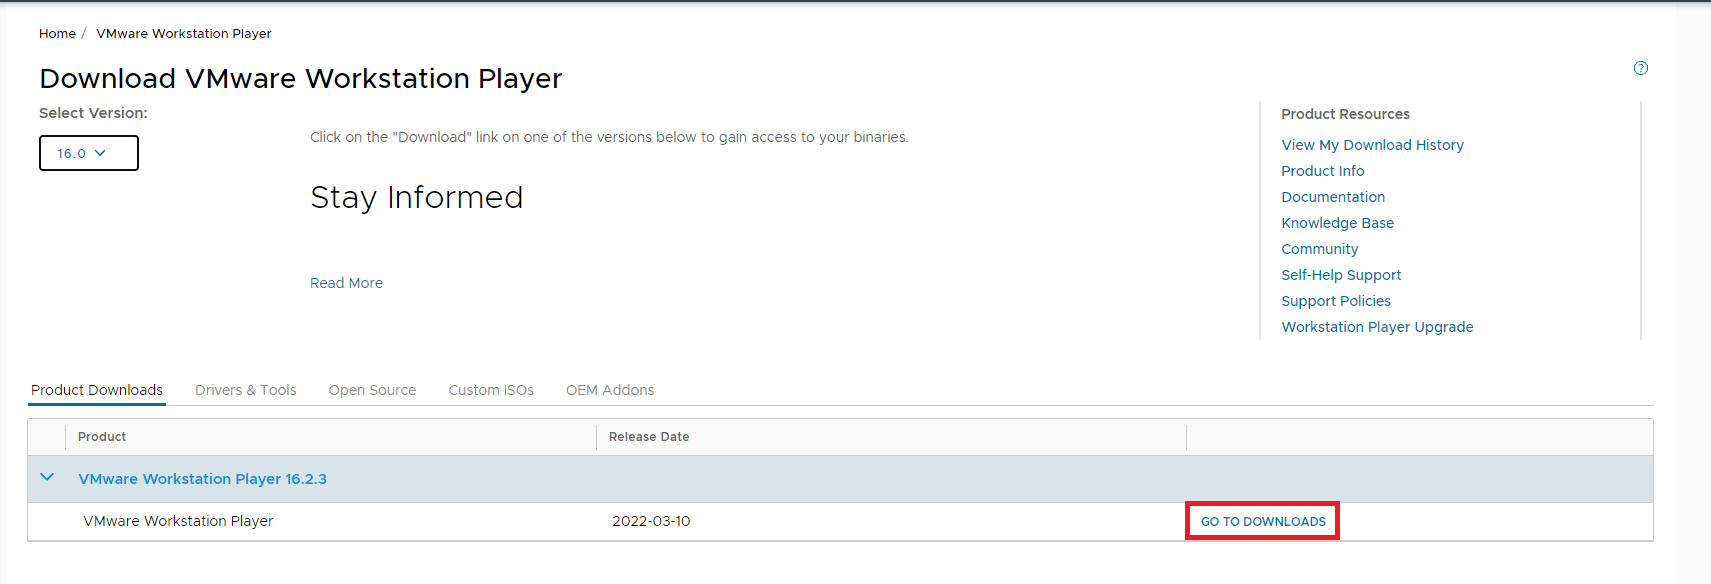 Home / VMware Workstation Player
Download VMware Workstation Player
Select Version:
16.0
Click on the "Download" link on one of the versions below to gain access to your binaries.
Stay Informed
Read More
?
Product Resources
View My Download History
Product Info
Documentation
Knowledge Base
Community
Self-Help Support
Support Policies
Workstation Player Upgrade
Product Downloads Drivers & Tools Open Source Custom ISOs OEM Addons
Product Release Date
VMware Workstation Player 16.2.3
VMware Workstation Player 2022-03-10 GO TO DOWNLOADS